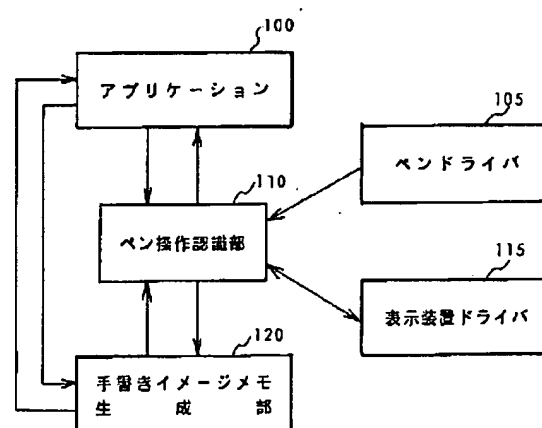 100
アプリケーション
105
ペンドライバ
110
ペン操作認識部
115
表示装置ドライバ
120
手書きイメージメモ
生成部